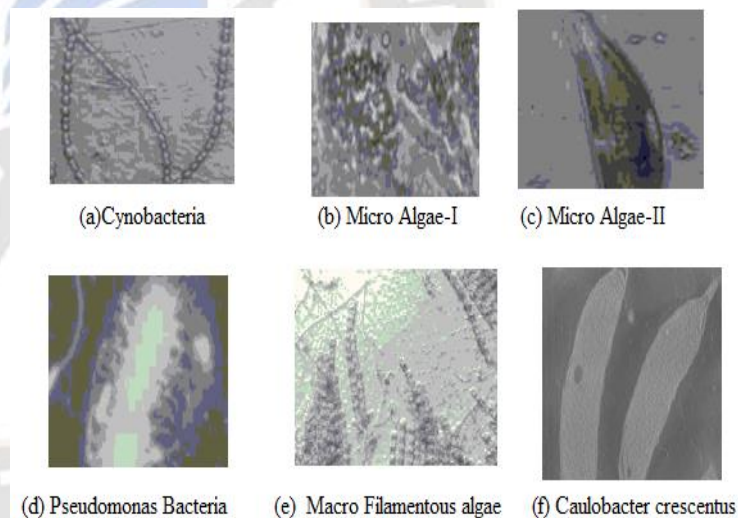 (a)Cynobacteria
(b) Micro Algae-I
(c) Micro Algae-II
(d) Pseudomonas Bacteria
(e) Macro Filamentous algae
(f) Caulobacter crescentus